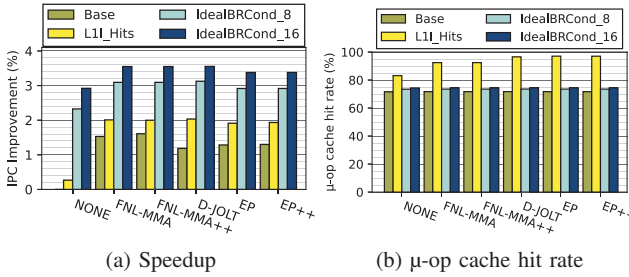 Base
L1I_Hits
IdealBRCond_8
IdealBRCond_16
IPC Improvement (%)
4
3
2
1
0
NONE
FNL-MMA
FNL-MMA++
D-JOLT
EP
EP++
(a) Speedup
Base
L1I_Hits
IdealBRCond_8
IdealBRCond_16
μ-op cache hit rate (%)
100
80
60
40
20
0
NONE
FNL-MMA
FNL-MMA++
D-JOLT
EP
EP++
(b) μ-op cache hit rate